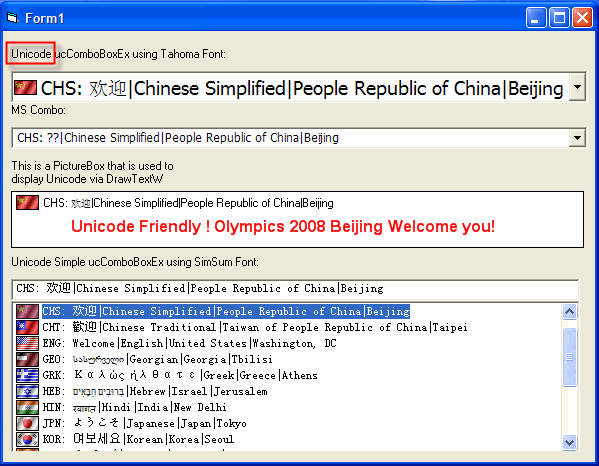 Form1
Unicode ucComboBoxEx using Tahoma Font:
CHS: 欢迎|Chinese Simplified|People Republic of China|Beijing
MS Combo:
CHS: ??|Chinese Simplified|People Republic of China|Beijing
This is a PictureBox that is used to
display Unicode via DrawTextW
CHS: 欢迎|Chinese Simplified|People Republic of China|Beijing
Unicode Friendly ! Olympics 2008 Beijing Welcome you!
Unicode Simple ucComboBoxEx using SimSum Font:
CHS: 欢迎|Chinese Simplified|People Republic of China|Beijing
CHS: 欢迎|Chinese Simplified|People Republic of China|Beijing
CHT: 歡迎|Chinese Traditional|Taiwan of People Republic of China|Taipei
ENG: Welcome|English|United States|Washington, DC
GEO: სასურველი|Georgian|Georgia|Tbilisi
GRK: Καλώς ήλθατε|Greek|Greece|Athens
HEB: ברובים הבאים|Hebrew|Israel|Jerusalem
HIN: स्वागत|Hindi|India|New Delhi
JPN: ようこそ|Japanese|Japan|Tokyo
KOR: 여보세요|Korean|Korea|Seoul